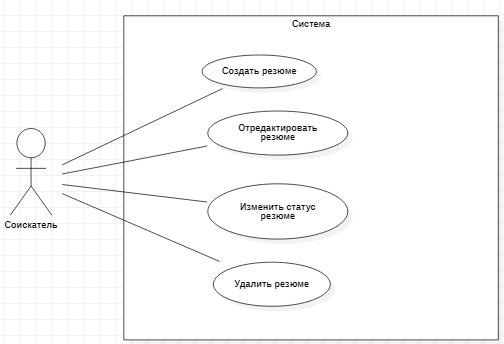 Система
Создать резюме
Отредактировать
резюме
Изменить статус
резюме
Соискатель
Удалить резюме